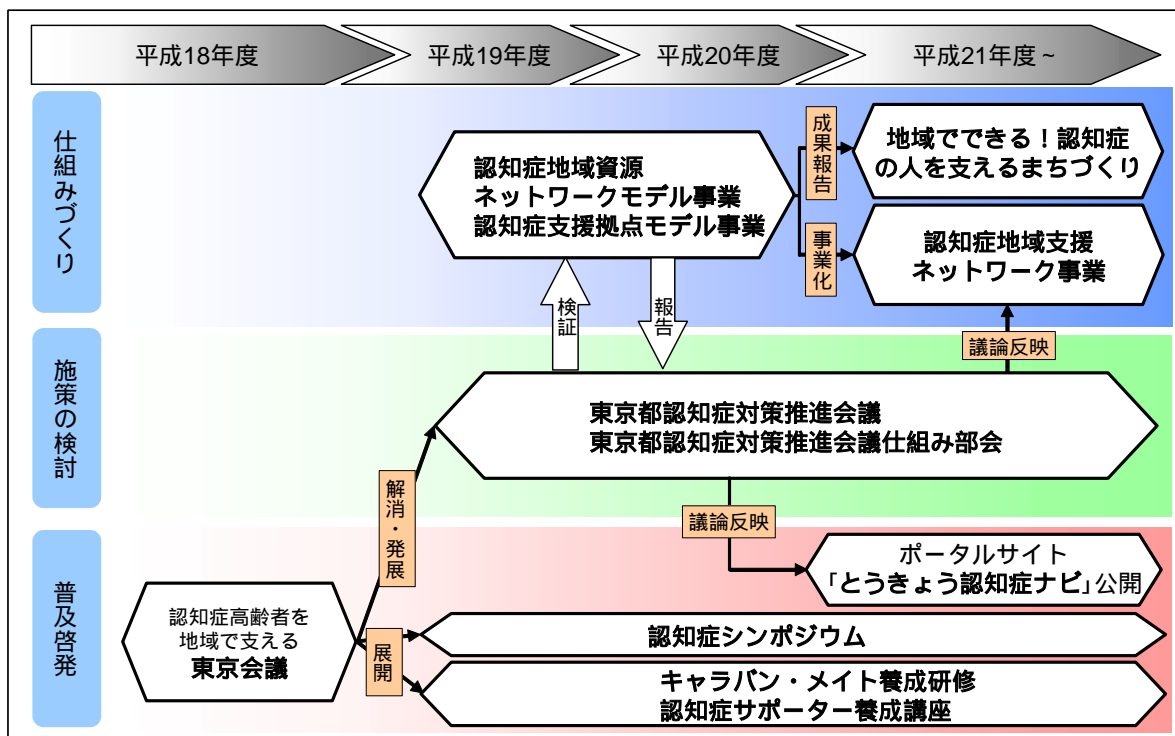 平成18年度
平成19年度
平成20年度
平成21年度~
仕組みづくり
認知症地域資源
ネットワークモデル事業
認知症支援拠点モデル事業
成果報告
地域でできる!認知症
の人を支えるまちづくり
事業化
認知症地域支援
ネットワーク事業
検証
報告
議論反映
施策の検討
東京都認知症対策推進会議
東京都認知症対策推進会議仕組み部会
解消・発展
議論反映
普及啓発
ポータルサイト
「とうきょう認知症ナビ」公開
認知症高齢者を
地域で支える
東京会議
展開
認知症シンポジウム
キャラバン・メイト養成研修
認知症サポーター養成講座